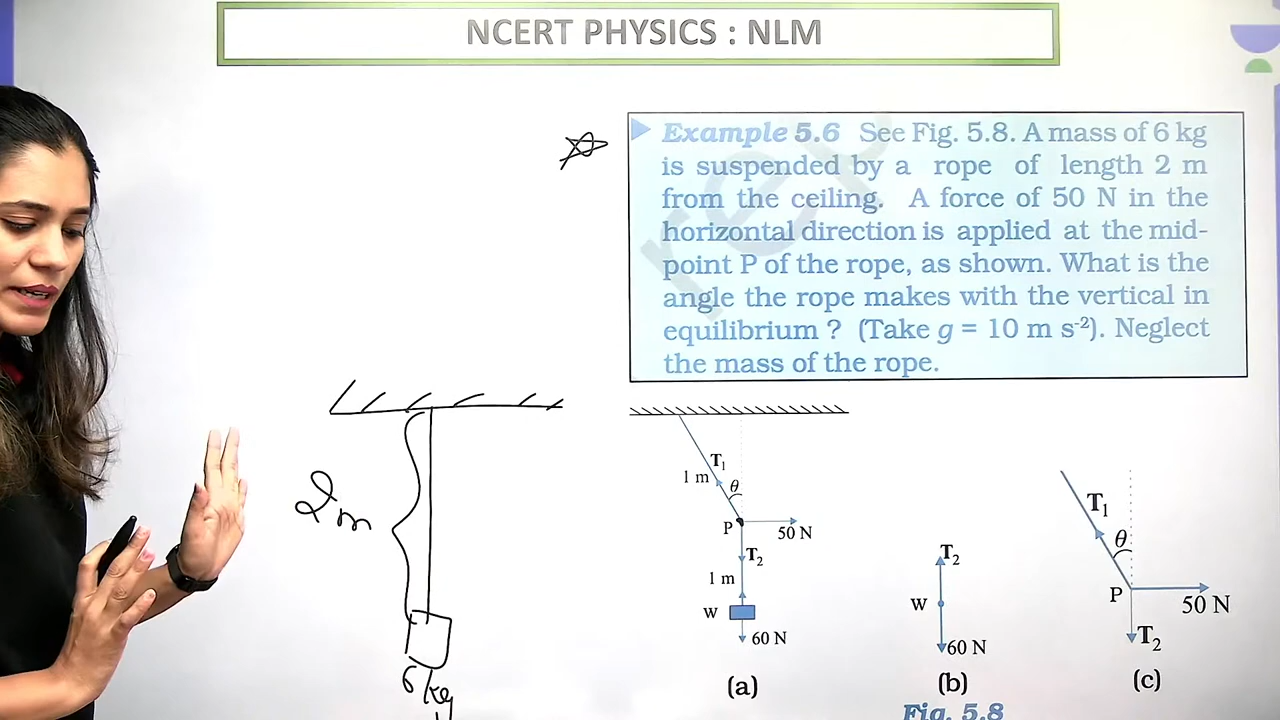 NCERT PHYSICS : NLM
Example 5.6 See Fig. 5.8. A mass of 6 kg
is suspended by a rope of length 2 m
from the ceiling. A force of 50 N in the
horizontal direction is applied at the mid-
point P of the rope, as shown. What is the
angle the rope makes with the vertical in
equilibrium ? (Take g = 10 m s⁻²). Neglect
the mass of the rope.
2m
6 kg
T₁
1 m
θ
P
50 N
T₂
1 m
W
60 N
(a)
T₂
W
60 N
(b)
T₁
θ
P
50 N
T₂
(c)
Fig. 5.8